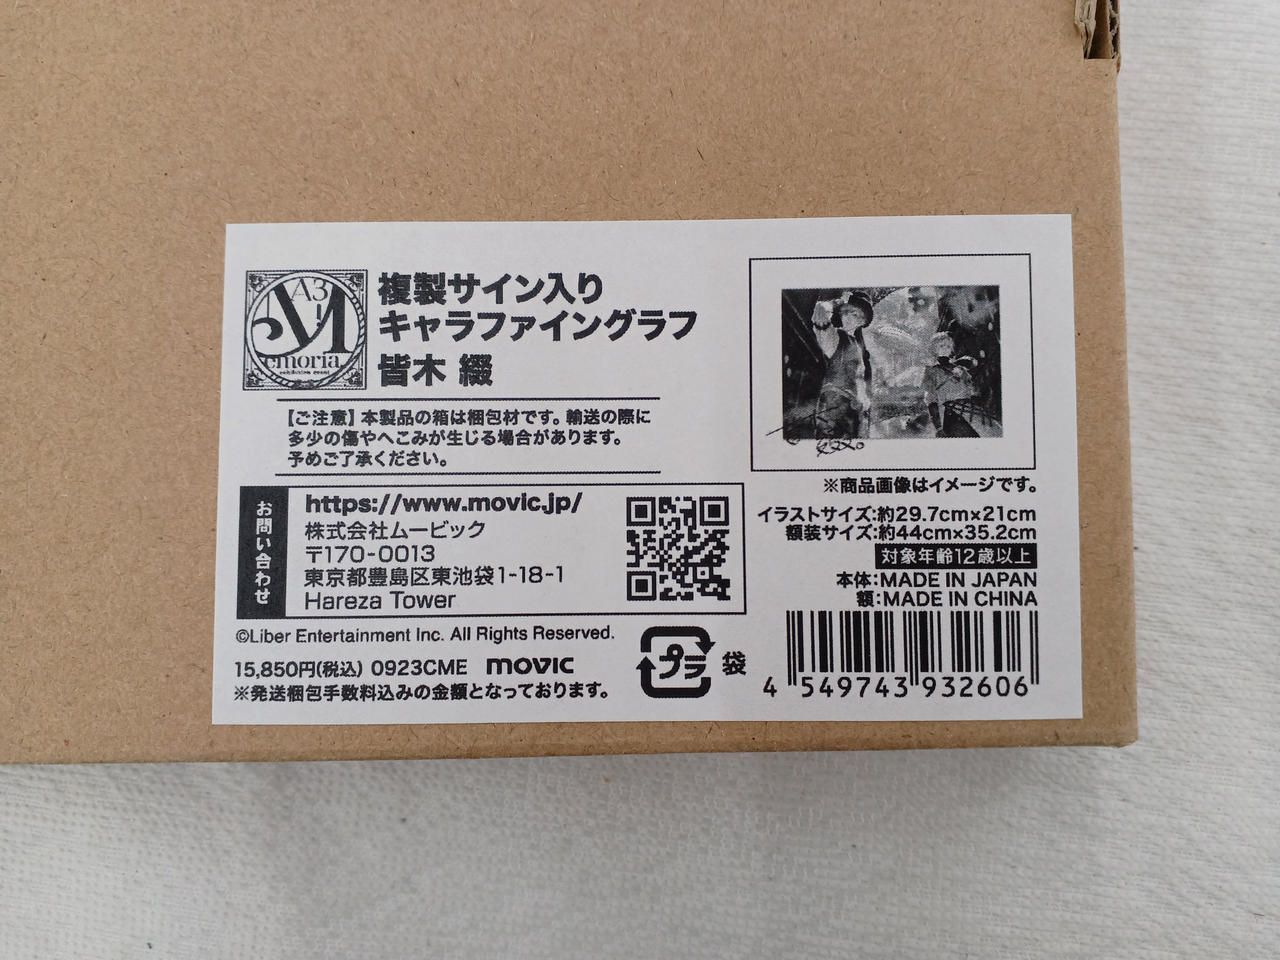 A3!
Memoria
exhibition event
複製サイン入り
キャラファイングラフ
皆木 綴
【ご注意】本製品の箱は梱包材です。輸送の際に
多少の傷やへこみが生じる場合があります。
予めご了承ください。
お問い合わせ
https://www.movic.jp/
株式会社ムービック
〒170-0013
東京都豊島区東池袋1-18-1
Hareza Tower
©Liber Entertainment Inc. All Rights Reserved.
15,850円(税込) 0923CME movic
※発送梱包手数料込みの金額となっております。
プラ 袋
※商品画像はイメージです。
イラストサイズ:約29.7cm×21cm
額装サイズ:約44cm×35.2cm
対象年齢12歳以上
本体:MADE IN JAPAN
額:MADE IN CHINA
4 549743 932606